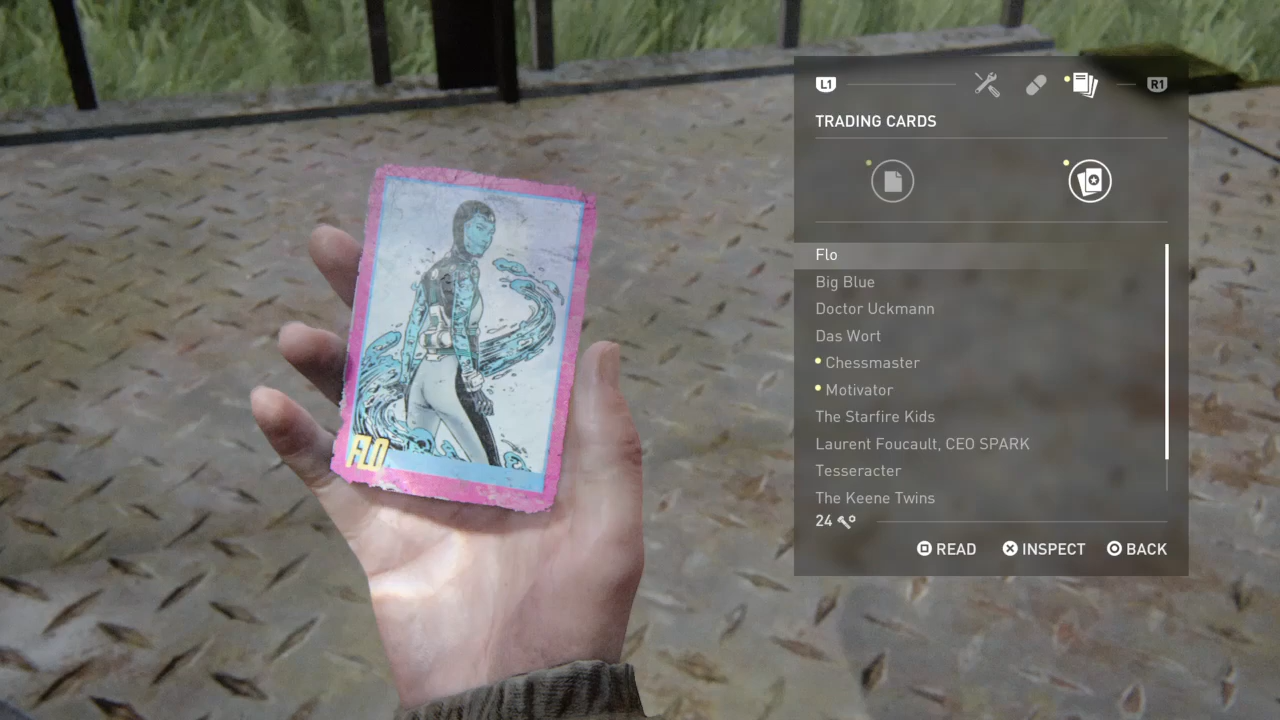 L1
R1
TRADING CARDS
Flo
Big Blue
Doctor Uckmann
Das Wort
Chessmaster
Motivator
The Starfire Kids
Laurent Foucault, CEO SPARK
Tesseracter
The Keene Twins
24
READ INSPECT BACK
FLO